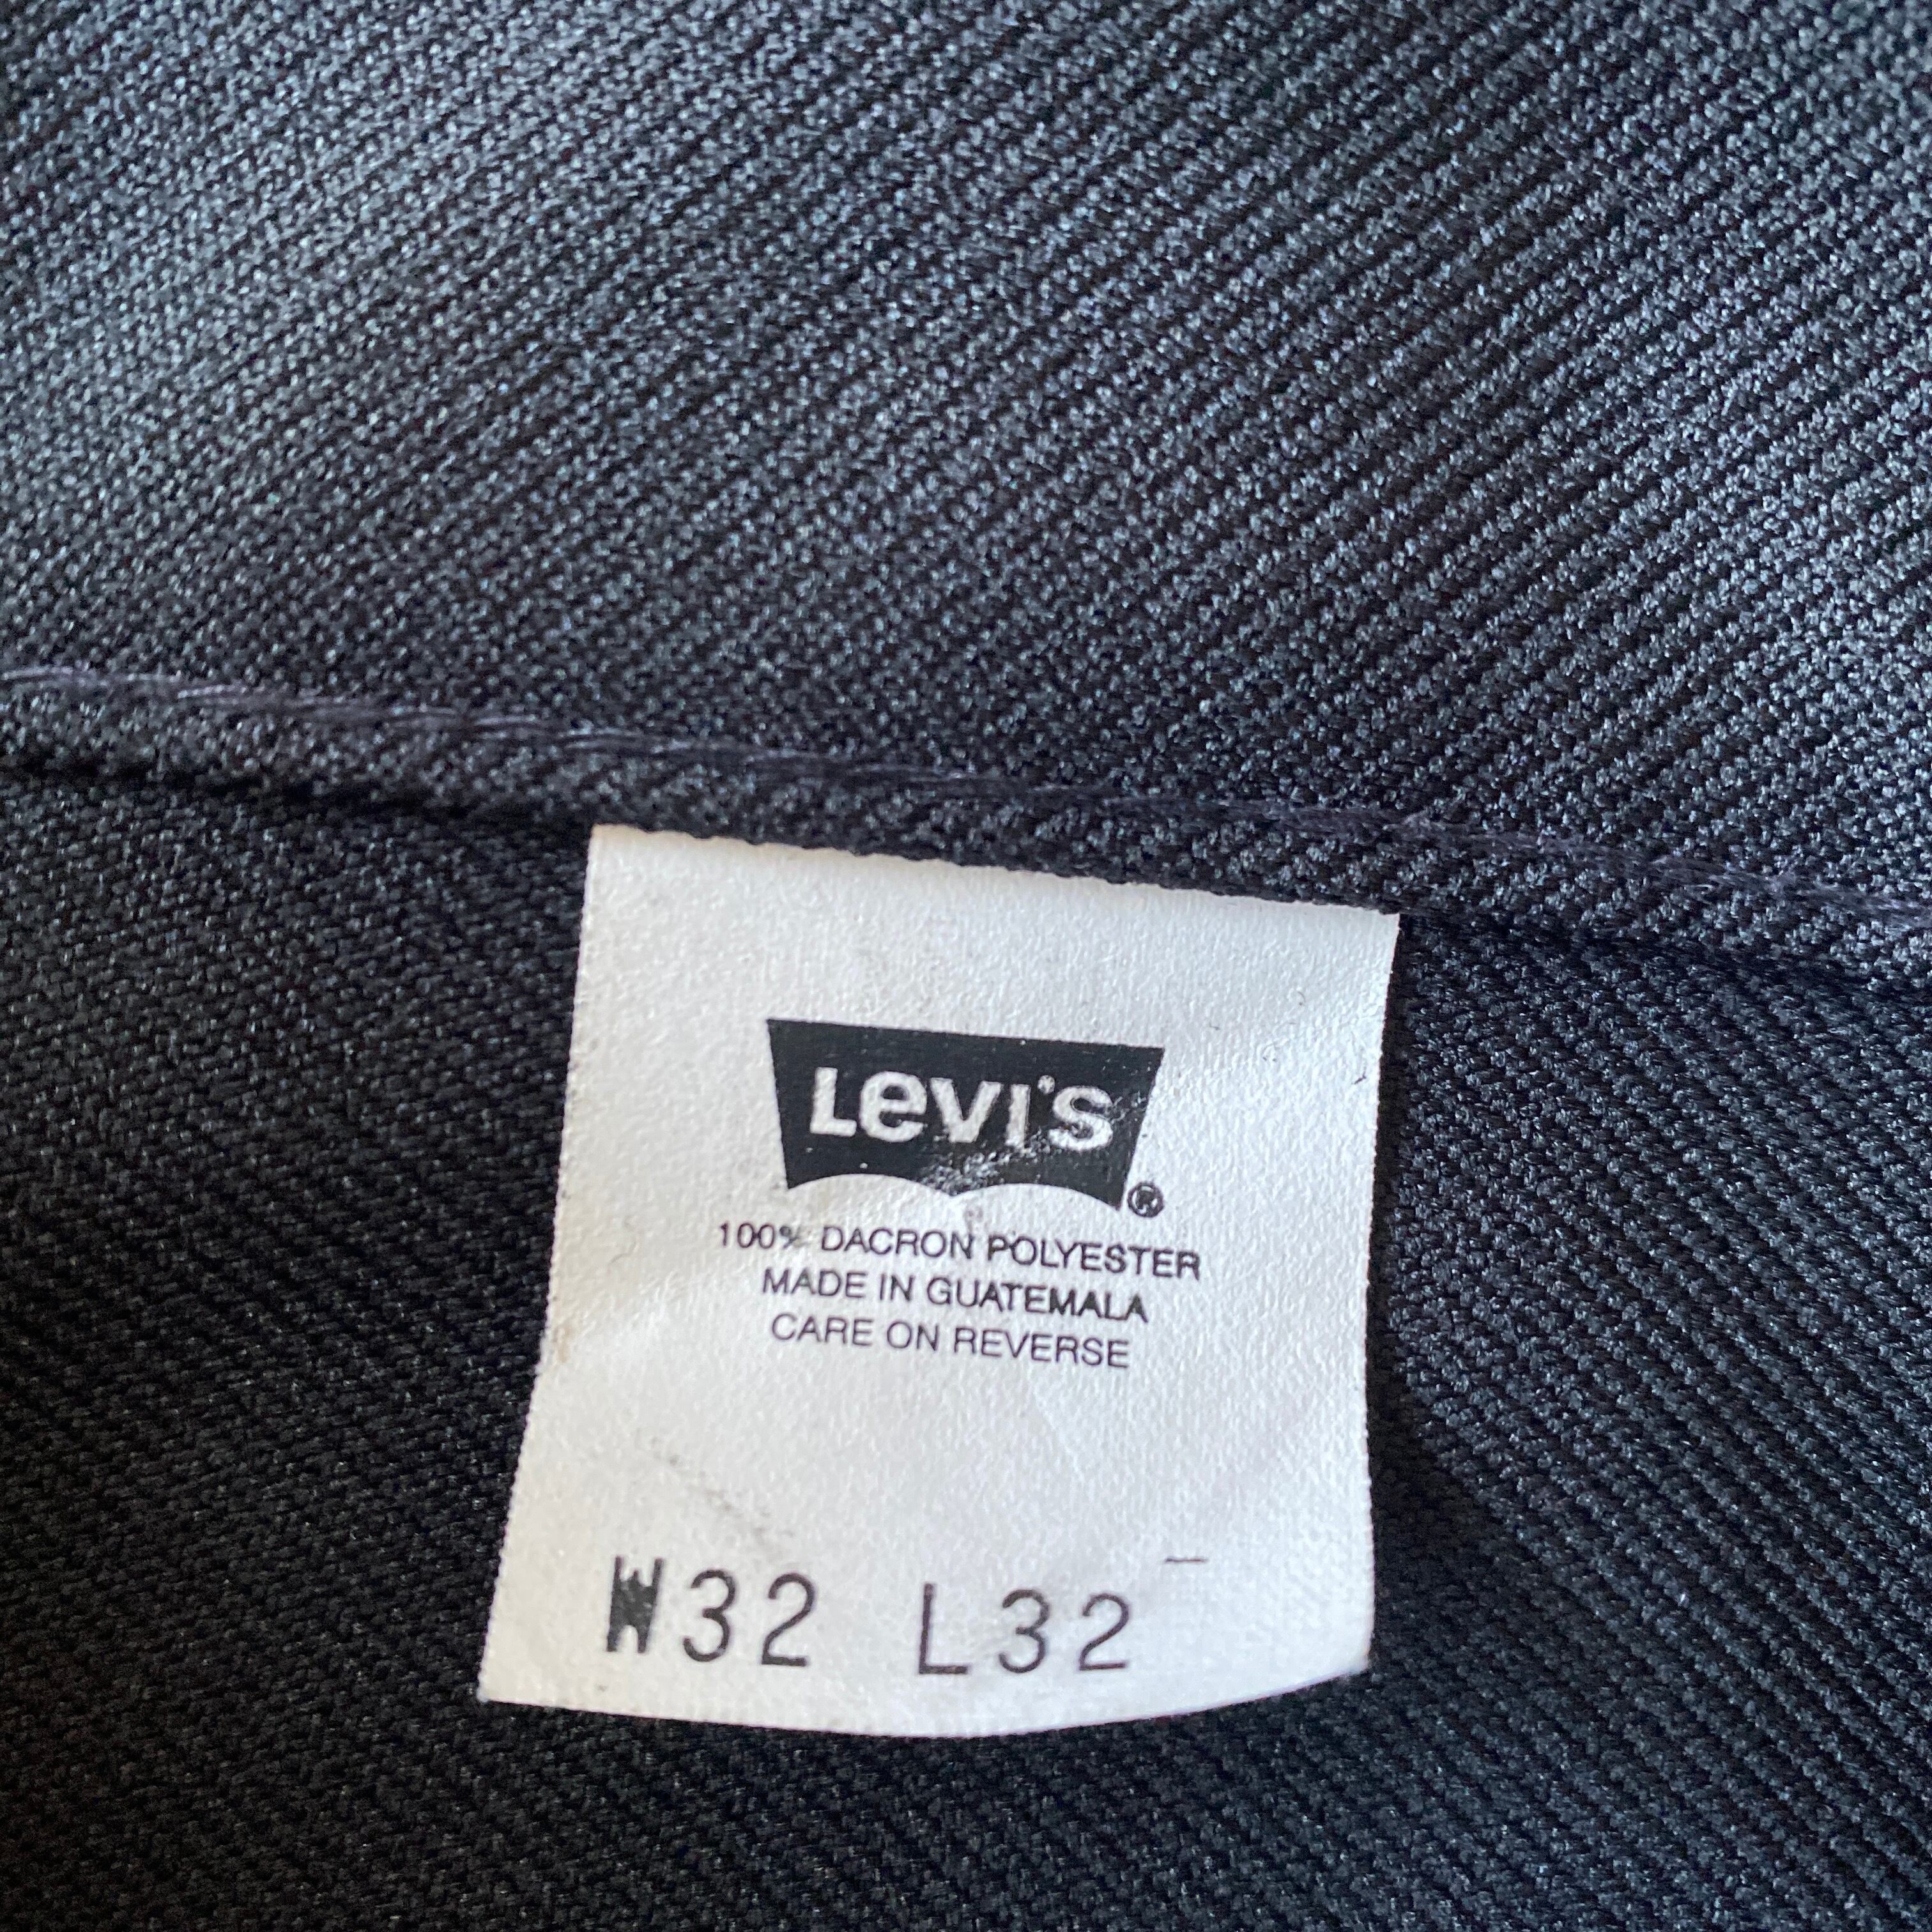 Levi's ®
100% DACRON POLYESTER
MADE IN GUATEMALA
CARE ON REVERSE
W32 L32